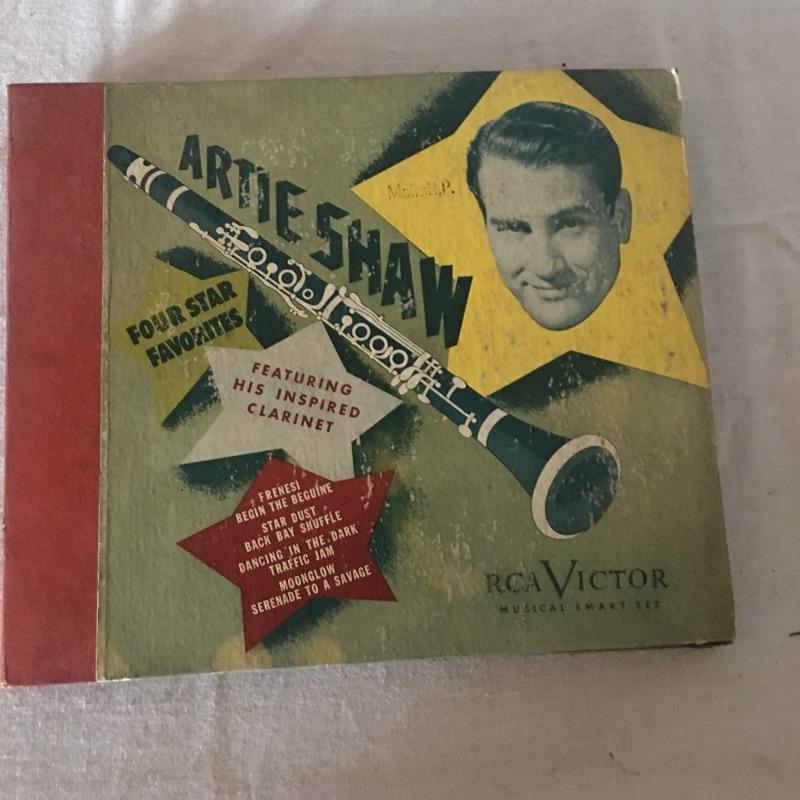 ARTIE SHAW
FOUR STAR
FAVORITES
FEATURING
HIS INSPIRED
CLARINET
FRENESI
BEGIN THE BEGUINE
STAR DUST
BACK BAY SHUFFLE
DANCING IN THE DARK
TRAFFIC JAM
MOONGLOW
SERENADE TO A SAVAGE
RCA VICTOR
MUSICAL SMART SET